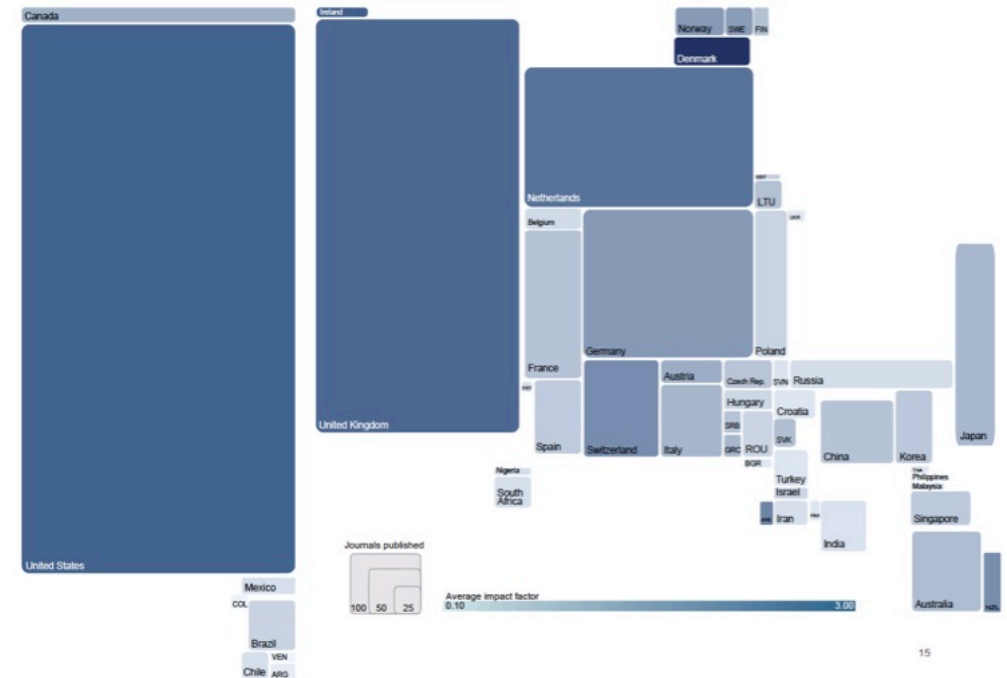 Canada
Ireland
Norway SWE FIN
Denmark
Netherlands
LTU
UKR
Belgium
Germany Poland
France
Austria Czech Rep. SVN Russia
Hungary
Croatia
SRB
United Kingdom Spain Switzerland Italy GRC ROU SVK China Korea Japan
BGR
Nigeria
South
Africa
Turkey
Israel
Iran
India
THA
Philippines
Malaysia
Singapore
Australia NZL
United States
Journals published
100 50 25
Average impact factor
0.10 3.00
Mexico
COL
Brazil
VEN
Chile ARG
15